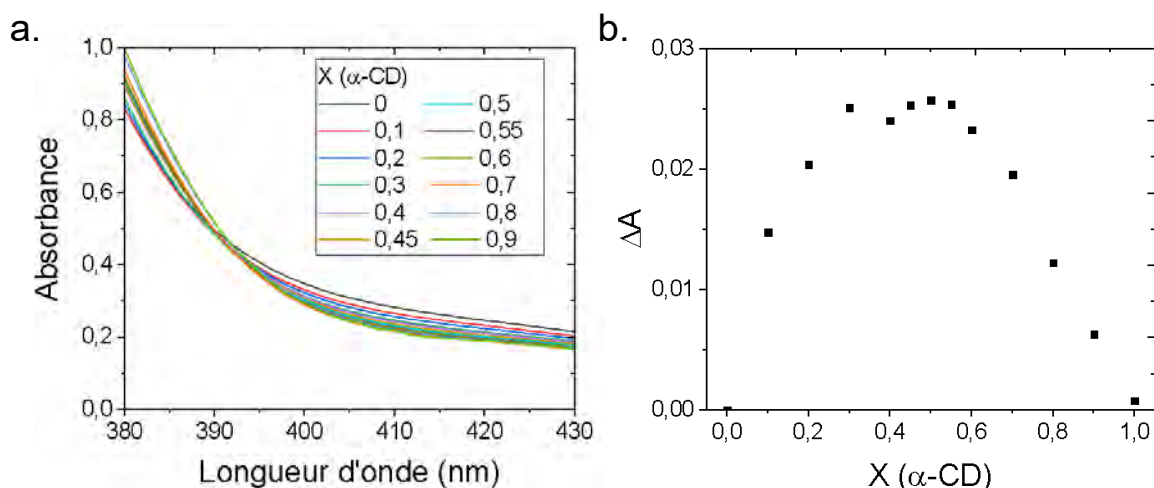 a.
1,0
0,8
0,6
0,4
0,2
0,0
Absorbance
X (α-CD)
0 0,5
0,1 0,55
0,2 0,6
0,3 0,7
0,4 0,8
0,45 0,9
380 390 400 410 420 430
Longueur d'onde (nm)
b.
0,03
0,02
0,01
0,00
ΔA
0,0 0,2 0,4 0,6 0,8 1,0
X (α-CD)